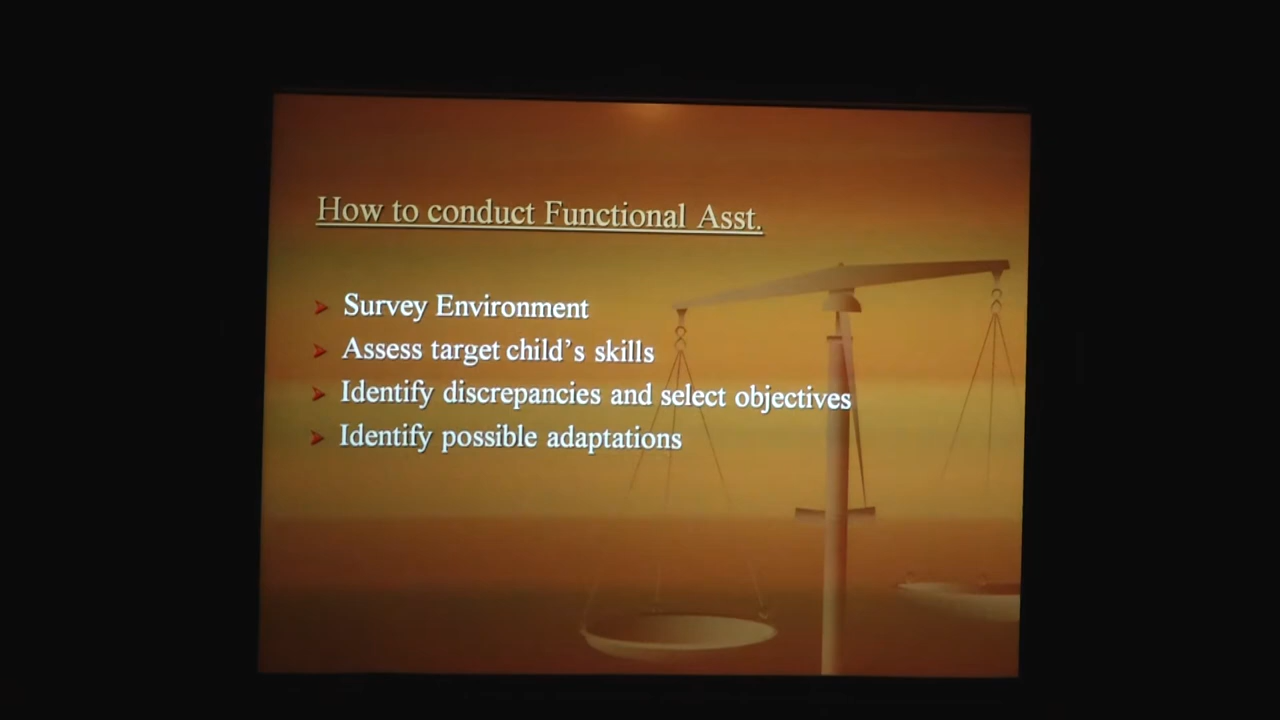 How to conduct Functional Asst.
Survey Environment
Assess target child's skills
Identify discrepancies and select objectives
Identify possible adaptations